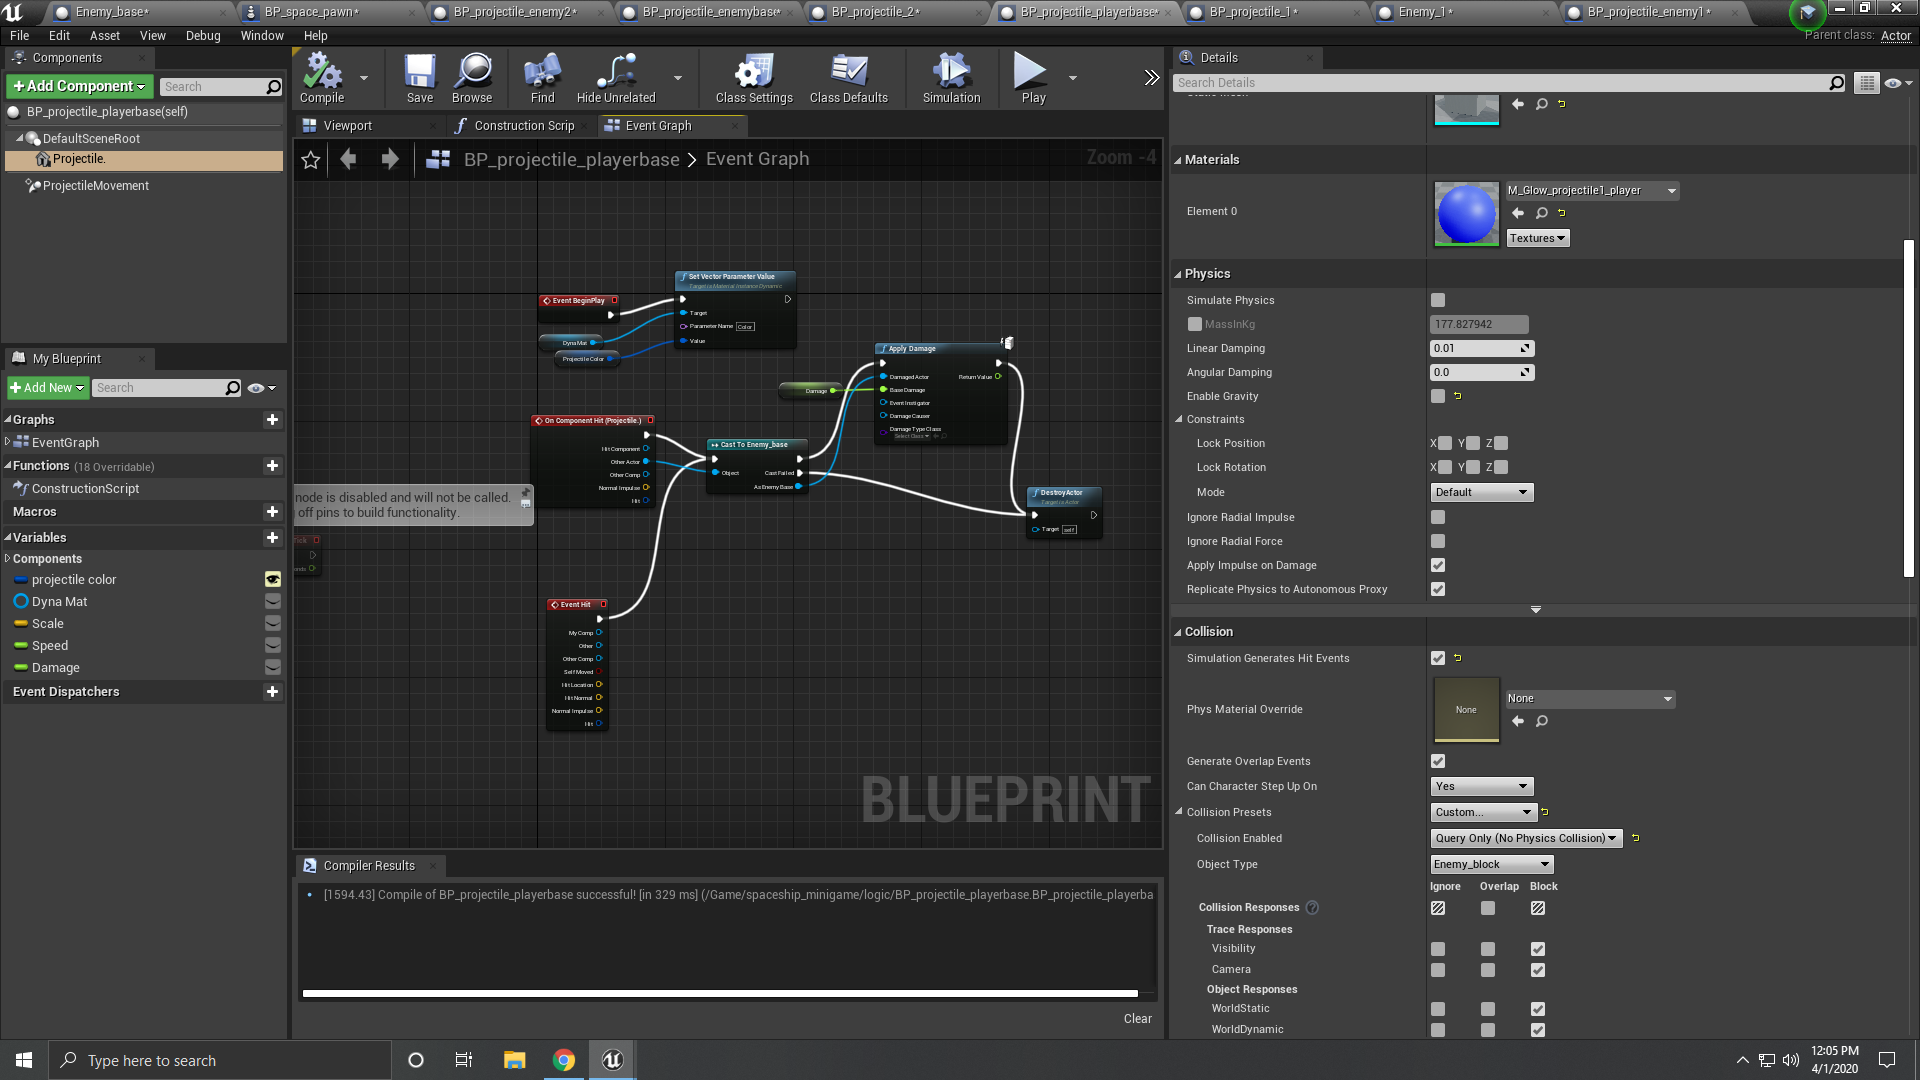 Enemy_base*
BP_space_pawn*
BP_projectile_enemy2*
BP_projectile_enemybase*
BP_projectile_2*
BP_projectile_playerbase*
BP_projectile_1*
Enemy_1*
BP_projectile_enemy1*
File Edit Asset View Debug Window Help
Parent class: Actor
Components
+ Add Component
Search
BP_projectile_playerbase(self)
DefaultSceneRoot
Projectile.
ProjectileMovement
My Blueprint
+ Add New
Search
Graphs
EventGraph
Functions (18 Overridable)
ConstructionScript
Macros
Variables
Components
projectile color
Dyna Mat
Scale
Speed
Damage
Event Dispatchers
Compile
Save
Browse
Find
Hide Unrelated
Class Settings
Class Defaults
Simulation
Play
Viewport
Construction Scrip
Event Graph
BP_projectile_playerbase > Event Graph
Zoom -4
Set Vector Parameter Value
Target is Material Instance Dynamic
Target
Parameter Name Color
Value
Event BeginPlay
Dyna Mat
Projectile Color
Apply Damage
Damaged Actor
Return Value
Base Damage
Event Instigator
Damage Causer
Damage Type Class
Select Class
Damage
On Component Hit (Projectile.)
Hit Component
Other Actor
Other Comp
Normal Impulse
Hit
Cast To Enemy_base
Object
Cast Failed
As Enemy Base
node is disabled and will not be called.
off pins to build functionality.
DestroyActor
Target is Actor
Target self
Event Hit
My Comp
Other
Other Comp
Self Moved
Hit Location
Hit Normal
Normal Impulse
Hit
BLUEPRINT
Compiler Results
[1594.43] Compile of BP_projectile_playerbase successful! [in 329 ms] (/Game/spaceship_minigame/logic/BP_projectile_playerbase.BP_projectile_playerba
Clear
Details
Search Details
Materials
Element 0
M_Glow_projectile1_player
Textures
Physics
Simulate Physics
MassInKg
177.827942
Linear Damping
0.01
Angular Damping
0.0
Enable Gravity
Constraints
Lock Position
X Y Z
Lock Rotation
X Y Z
Mode
Default
Ignore Radial Impulse
Ignore Radial Force
Apply Impulse on Damage
Replicate Physics to Autonomous Proxy
Collision
Simulation Generates Hit Events
Phys Material Override
None
None
Generate Overlap Events
Can Character Step Up On
Yes
Collision Presets
Custom...
Collision Enabled
Query Only (No Physics Collision)
Object Type
Enemy_block
Ignore Overlap Block
Collision Responses
Trace Responses
Visibility
Camera
Object Responses
WorldStatic
WorldDynamic
Type here to search
12:05 PM
4/1/2020